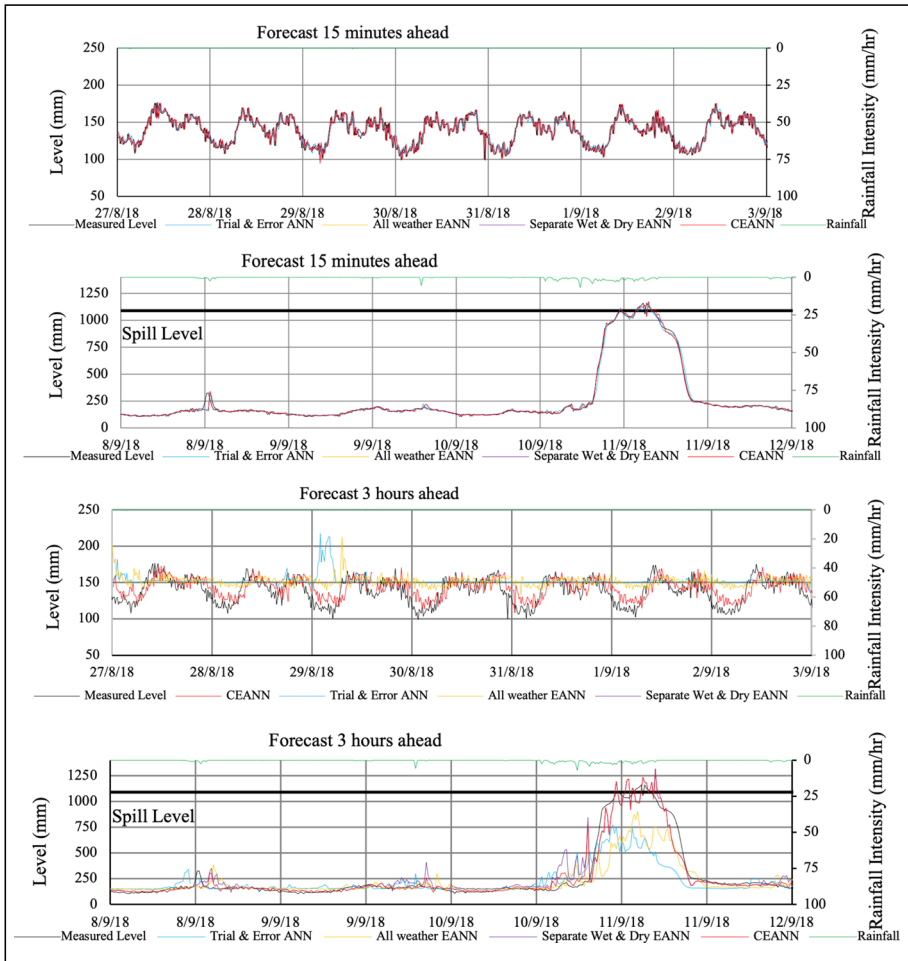 Forecast 15 minutes ahead
250
200
150
100
50
0
25
50
75
100
Level (mm)
Rainfall Intensity (mm/hr)
27/8/18 28/8/18 29/8/18 30/8/18 31/8/18 1/9/18 2/9/18 3/9/18
Measured Level Trial & Error ANN All weather EANN Separate Wet & Dry EANN CEANN Rainfall
Forecast 15 minutes ahead
1250
1000
750
500
250
0
0
25
50
75
100
Level (mm)
Rainfall Intensity (mm/hr)
Spill Level
8/9/18 8/9/18 9/9/18 9/9/18 10/9/18 10/9/18 11/9/18 11/9/18 12/9/18
Measured Level Trial & Error ANN All weather EANN Separate Wet & Dry EANN CEANN Rainfall
Forecast 3 hours ahead
250
200
150
100
50
0
20
40
60
80
100
Level (mm)
Rainfall Intensity (mm/hr)
27/8/18 28/8/18 29/8/18 30/8/18 31/8/18 1/9/18 2/9/18 3/9/18
Measured Level CEANN Trial & Error ANN All weather EANN Separate Wet & Dry EANN Rainfall
Forecast 3 hours ahead
1250
1000
750
500
250
0
0
25
50
75
100
Level (mm)
Rainfall Intensity (mm/hr)
Spill Level
8/9/18 8/9/18 9/9/18 9/9/18 10/9/18 10/9/18 11/9/18 11/9/18 12/9/18
Measured Level Trial & Error ANN All weather EANN Separate Wet & Dry EANN CEANN Rainfall